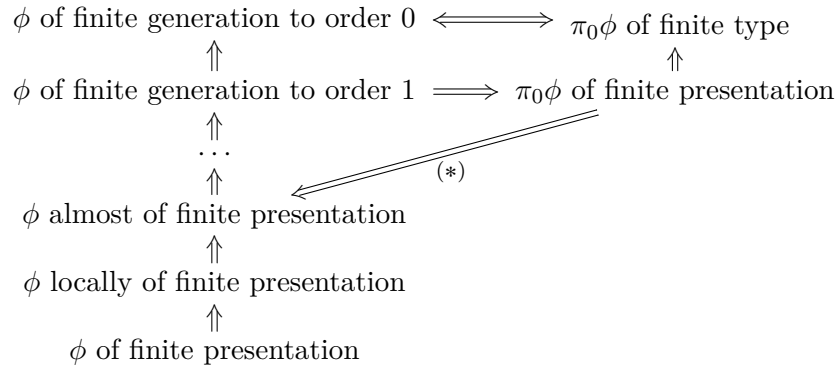 ϕ of finite generation to order 0 ⟺ π₀ϕ of finite type
ϕ of finite generation to order 1 ⟹ π₀ϕ of finite presentation
...
(∗)
ϕ almost of finite presentation
ϕ locally of finite presentation
ϕ of finite presentation